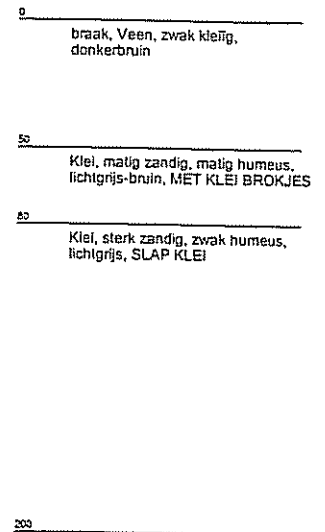 0
braak, Veen, zwak kleiïg,
donkerbruin
50
Klei, matig zandig, matig humeus,
lichtgrijs-bruin, MET KLEI BROKJES
80
Klei, sterk zandig, zwak humeus,
lichtgrijs, SLAP KLEI
200